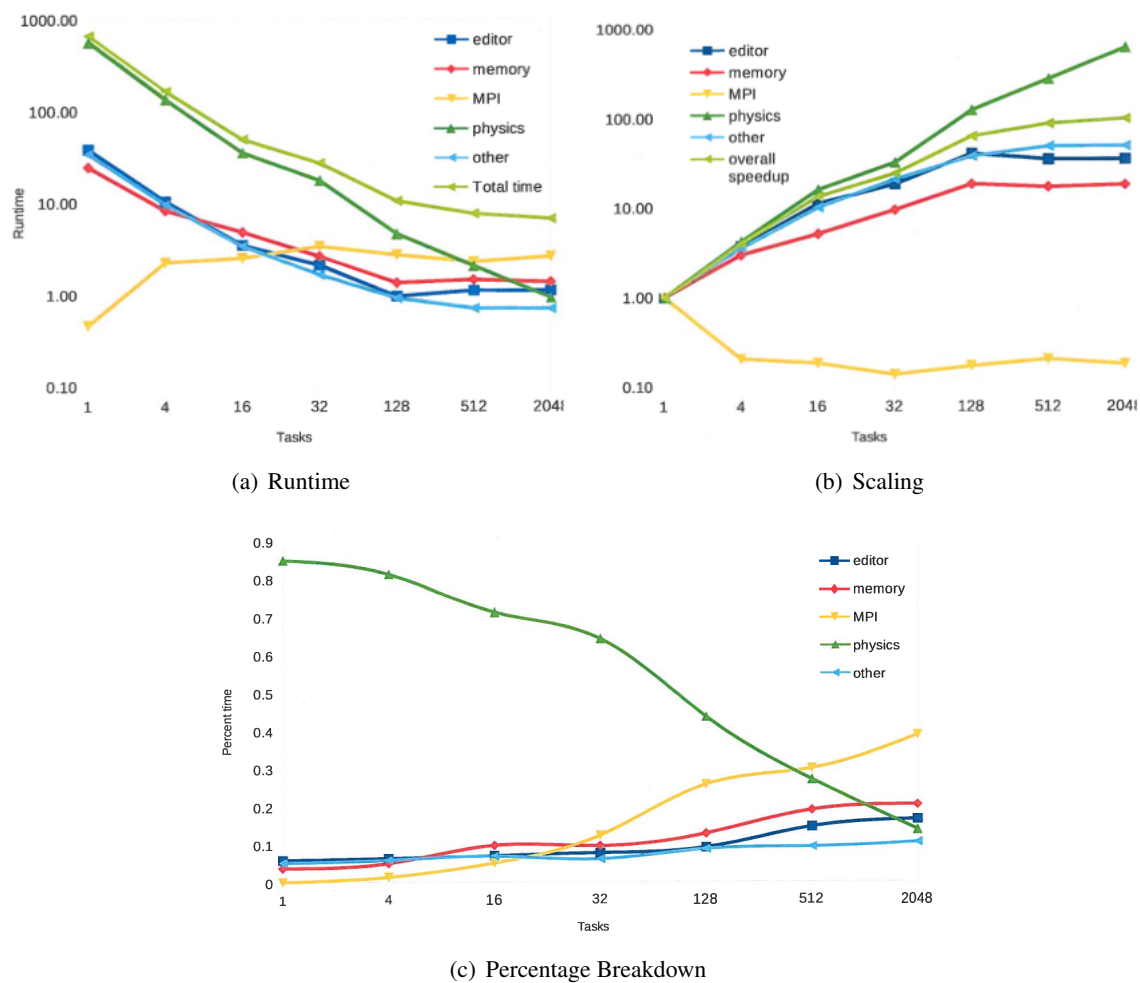 1000.00
100.00
10.00
1.00
0.10
Runtime
1 4 16 32 128 512 2048
Tasks
editor
memory
MPI
physics
other
Total time
(a) Runtime
1000.00
100.00
10.00
1.00
0.10
1 4 16 32 128 512 2048
Tasks
editor
memory
MPI
physics
other
overall
speedup
(b) Scaling
0.9
0.8
0.7
0.6
0.5
0.4
0.3
0.2
0.1
0
Percent time
1 4 16 32 128 512 2048
Tasks
editor
memory
MPI
physics
other
(c) Percentage Breakdown